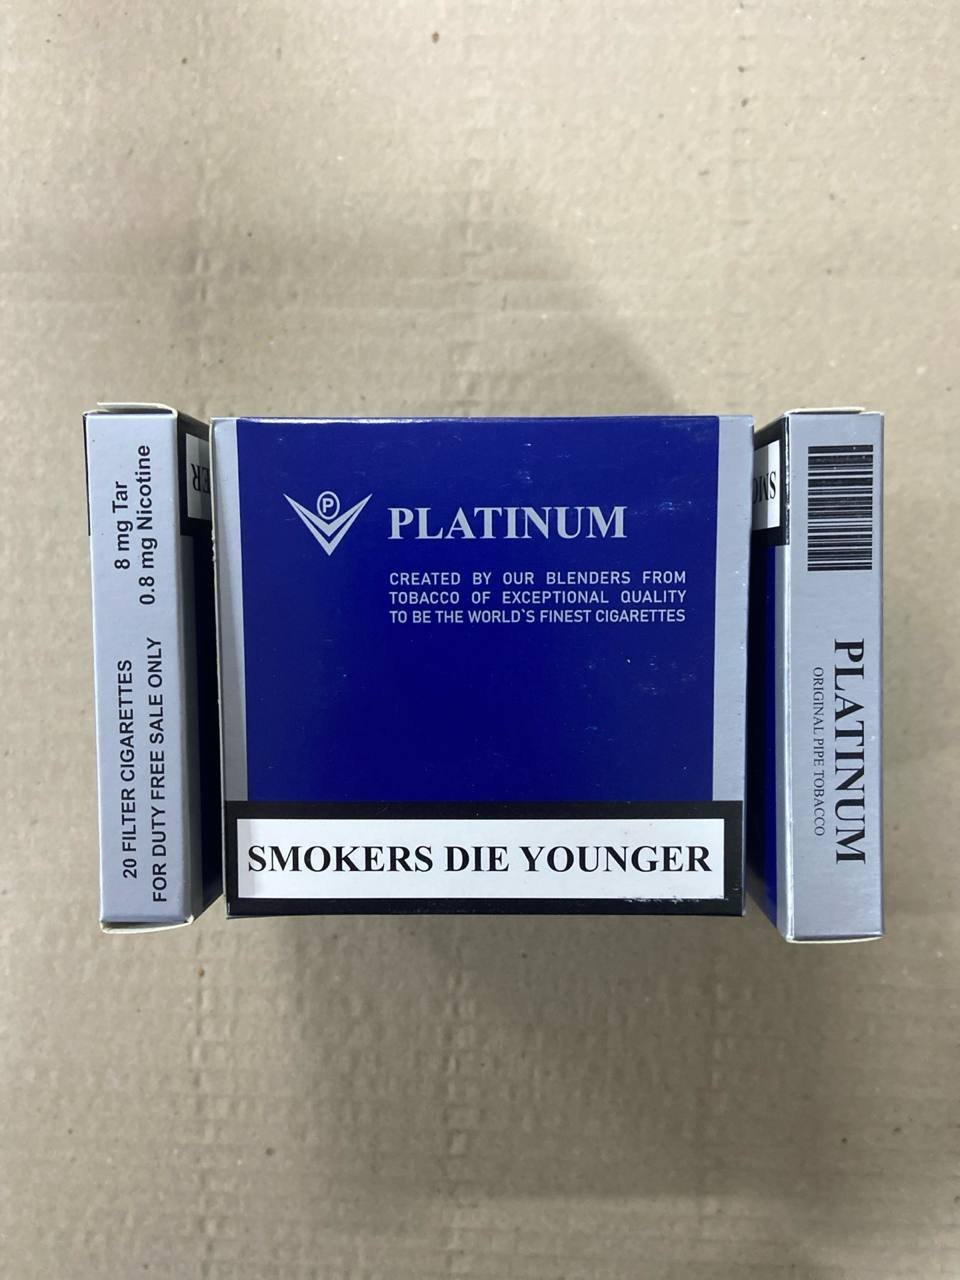 8 mg Tar
0.8 mg Nicotine
20 FILTER CIGARETTES
FOR DUTY FREE SALE ONLY
ER
P
PLATINUM
CREATED BY OUR BLENDERS FROM
TOBACCO OF EXCEPTIONAL QUALITY
TO BE THE WORLD`S FINEST CIGARETTES
SMOKERS DIE YOUNGER
SMO
PLATINUM
ORIGINAL PIPE TOBACCO